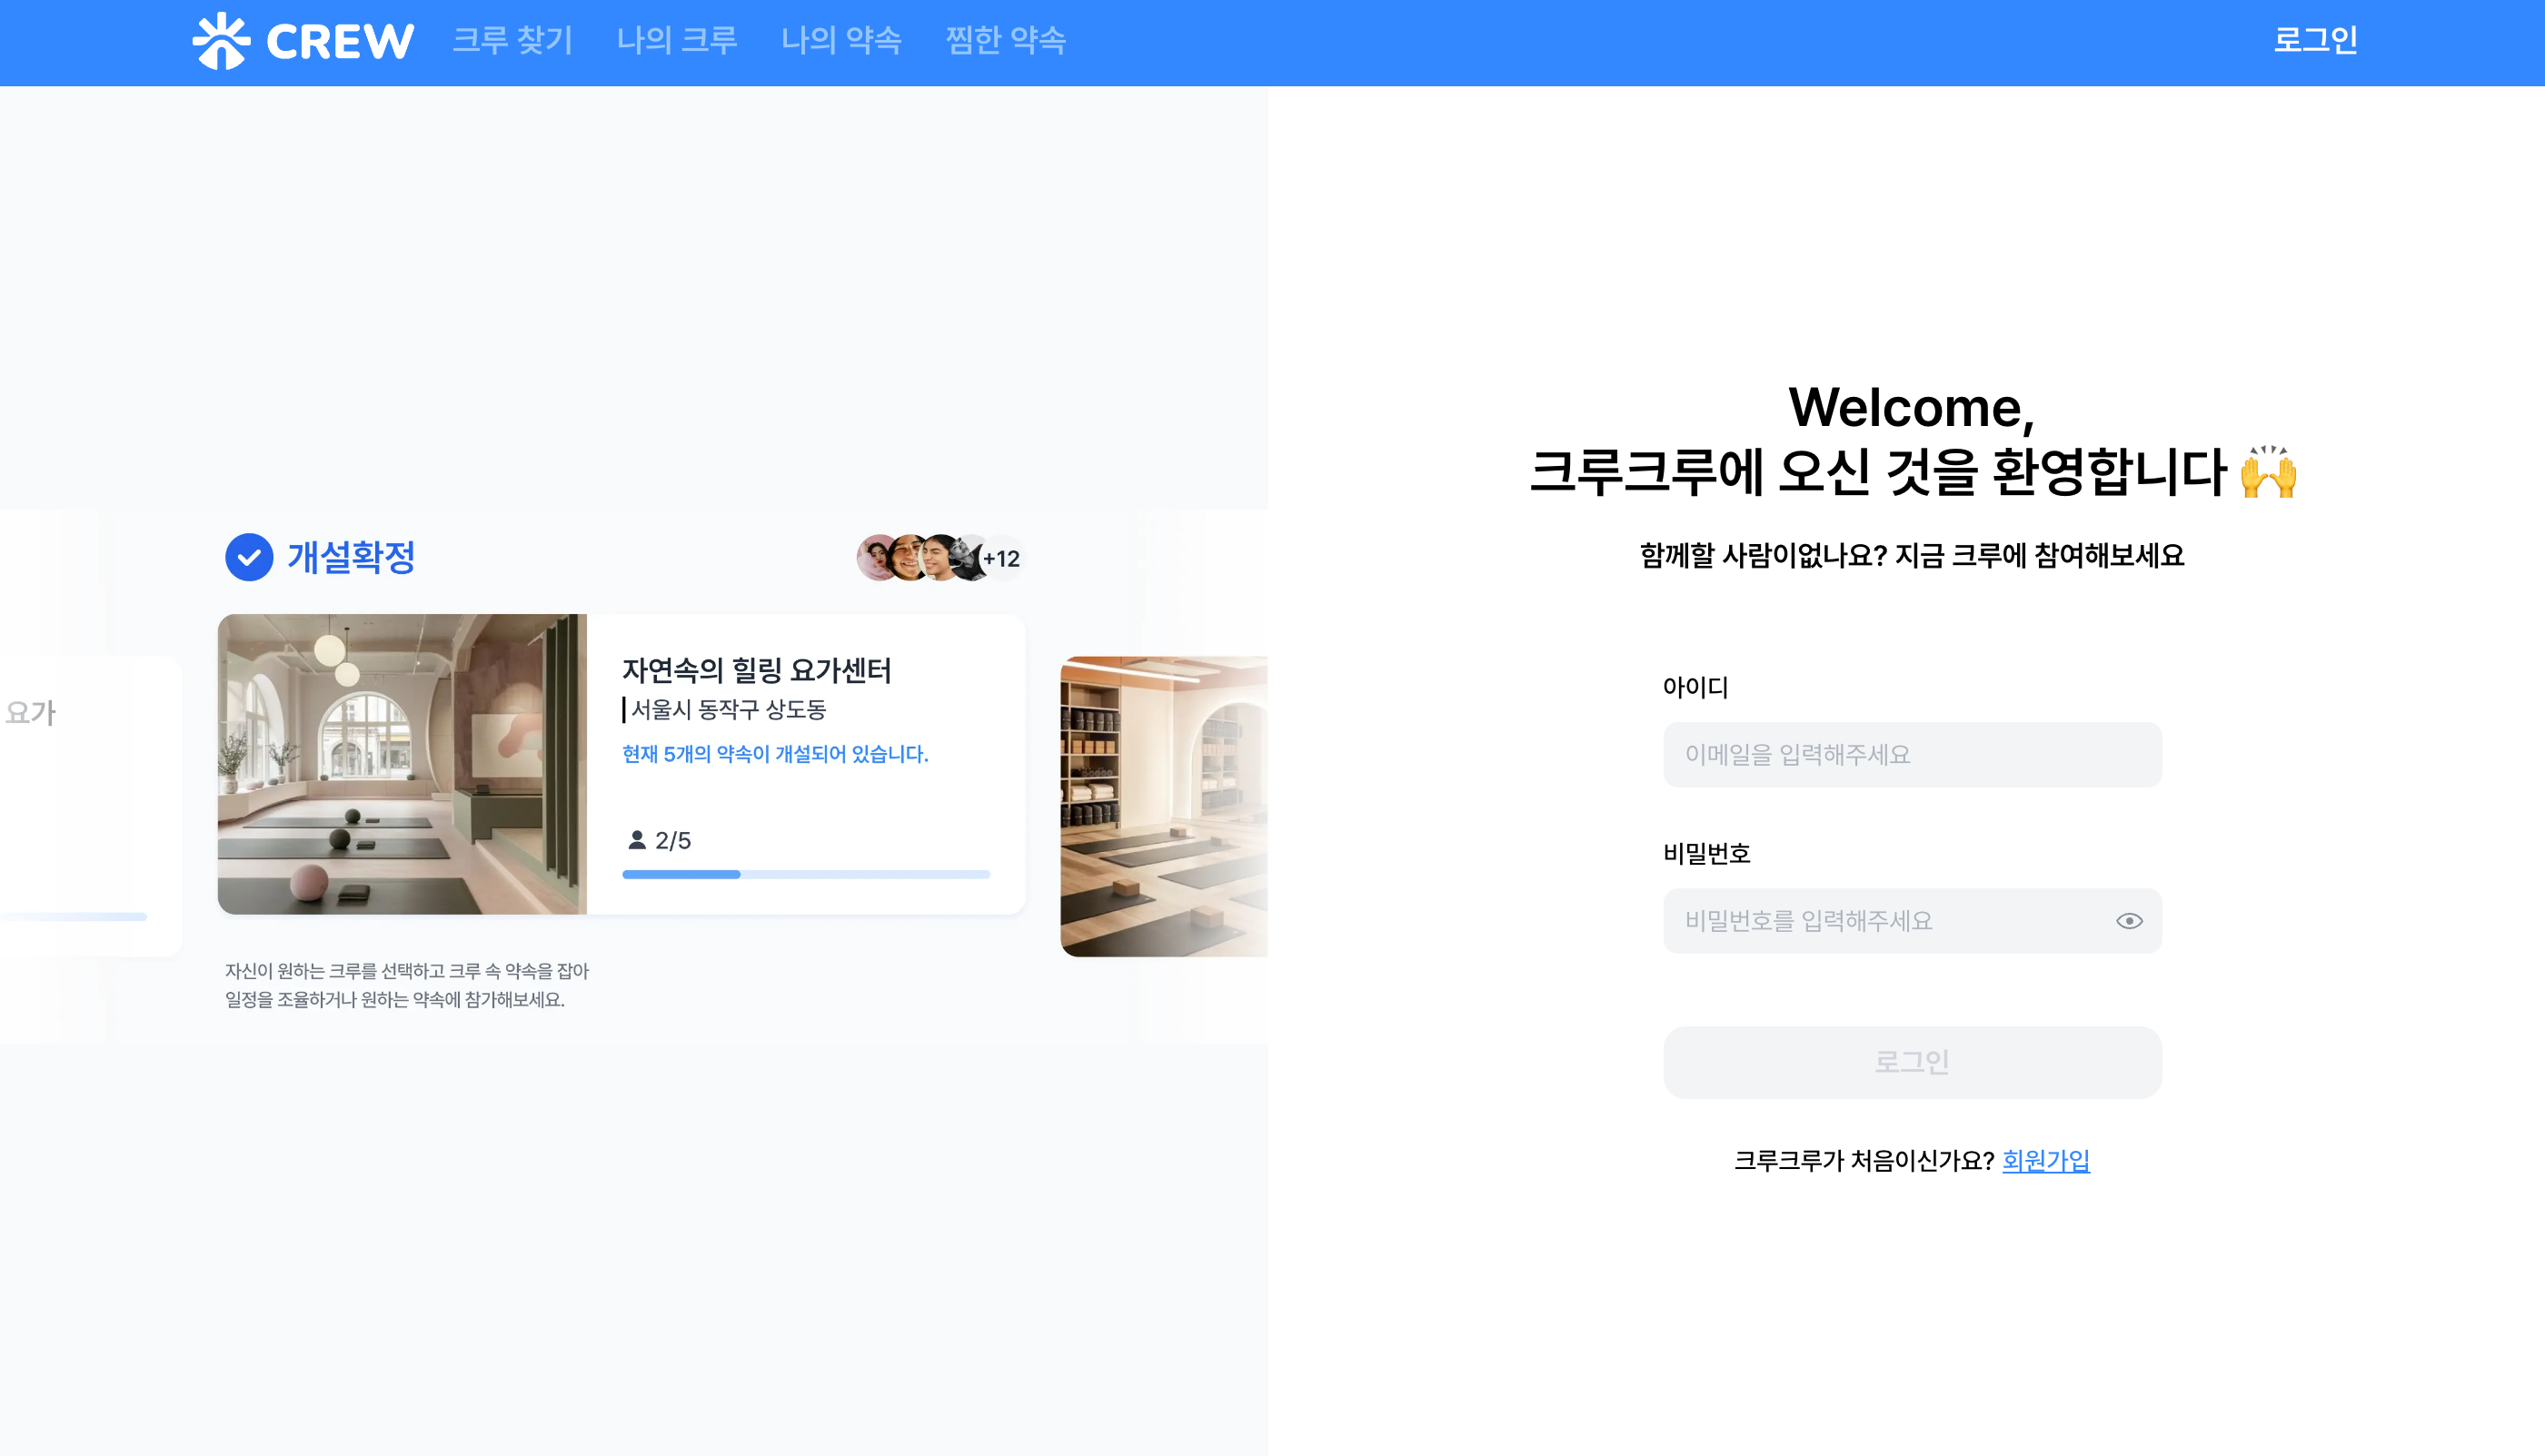 CREW 크루 찾기 나의 크루 나의 약속 찜한 약속 로그인
개설확정
+12
요가
자연속의 힐링 요가센터
서울시 동작구 상도동
현재 5개의 약속이 개설되어 있습니다.
2/5
자신이 원하는 크루를 선택하고 크루 속 약속을 잡아
일정을 조율하거나 원하는 약속에 참가해보세요.
Welcome,
크루크루에 오신 것을 환영합니다 🙌
함께할 사람이없나요? 지금 크루에 참여해보세요
아이디
이메일을 입력해주세요
비밀번호
비밀번호를 입력해주세요
로그인
크루크루가 처음이신가요? 회원가입